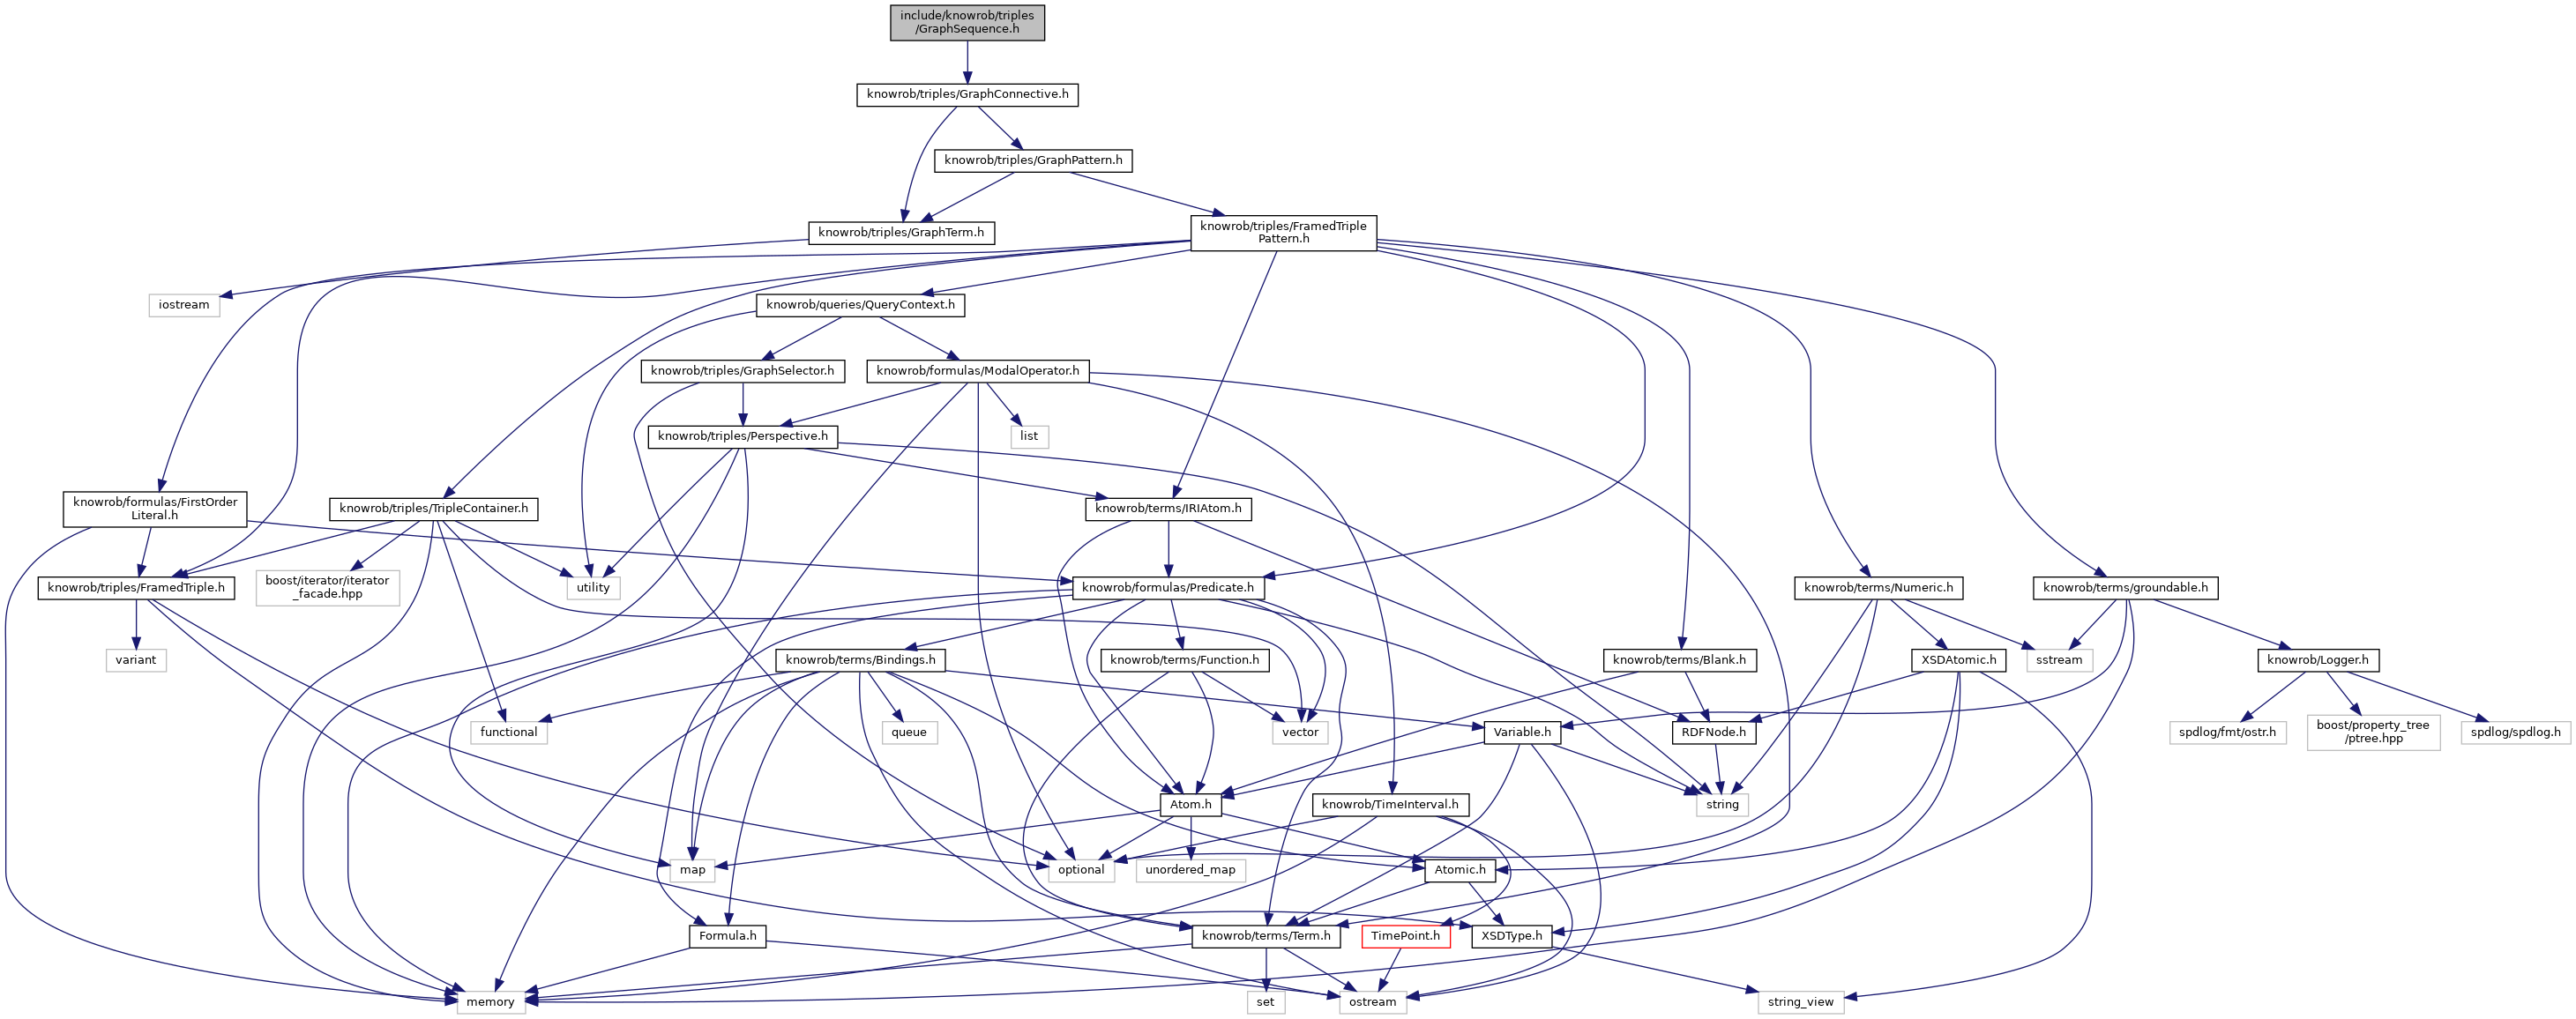 include/knowrob/triples
/GraphSequence.h
knowrob/triples/GraphConnective.h
knowrob/triples/GraphPattern.h
knowrob/triples/GraphTerm.h
knowrob/triples/FramedTriple
Pattern.h
iostream
knowrob/queries/QueryContext.h
knowrob/triples/GraphSelector.h
knowrob/formulas/ModalOperator.h
knowrob/triples/Perspective.h
list
knowrob/formulas/FirstOrder
Literal.h
knowrob/triples/TripleContainer.h
knowrob/terms/IRIAtom.h
knowrob/triples/FramedTriple.h
boost/iterator/iterator
_facade.hpp
utility
knowrob/formulas/Predicate.h
knowrob/terms/Numeric.h
knowrob/terms/groundable.h
variant
knowrob/terms/Bindings.h
knowrob/terms/Function.h
knowrob/terms/Blank.h
XSDAtomic.h
sstream
knowrob/Logger.h
functional
queue
vector
Variable.h
RDFNode.h
spdlog/fmt/ostr.h
boost/property_tree
/ptree.hpp
spdlog/spdlog.h
Atom.h
knowrob/TimeInterval.h
string
map
optional
unordered_map
Atomic.h
Formula.h
knowrob/terms/Term.h
TimePoint.h
XSDType.h
memory
set
ostream
string_view